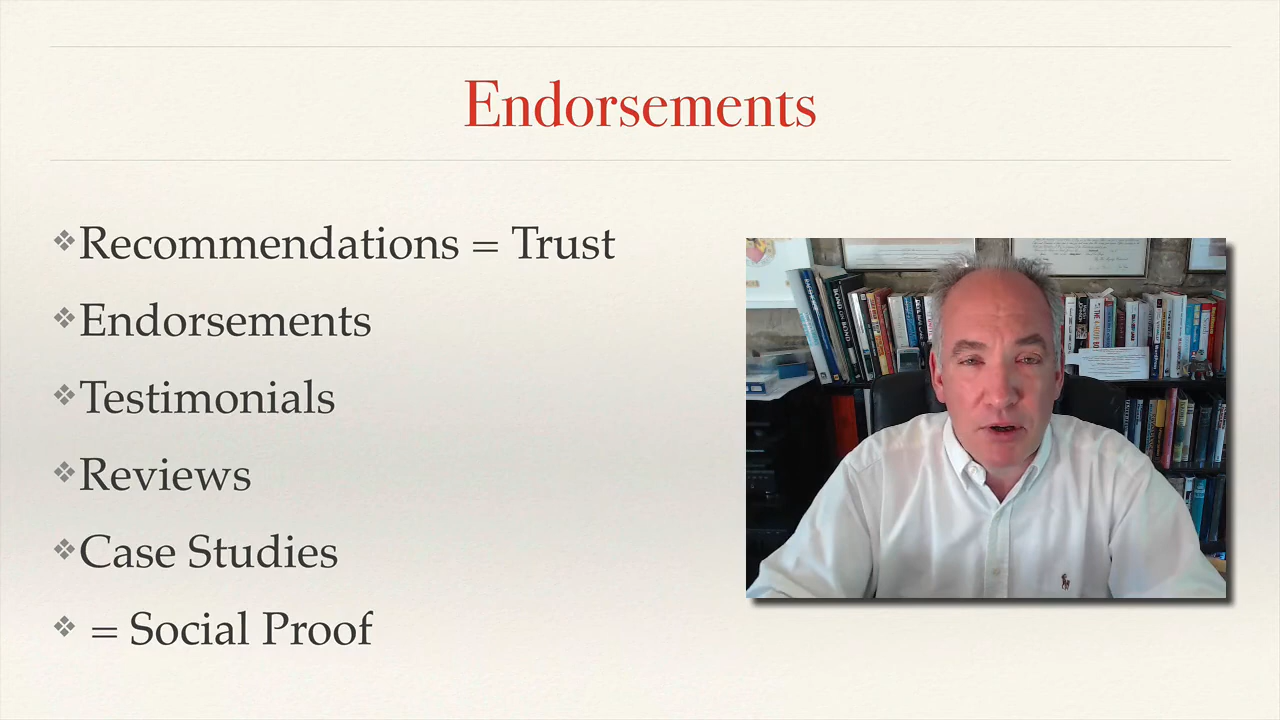 Endorsements
Recommendations = Trust
Endorsements
Testimonials
Reviews
Case Studies
= Social Proof